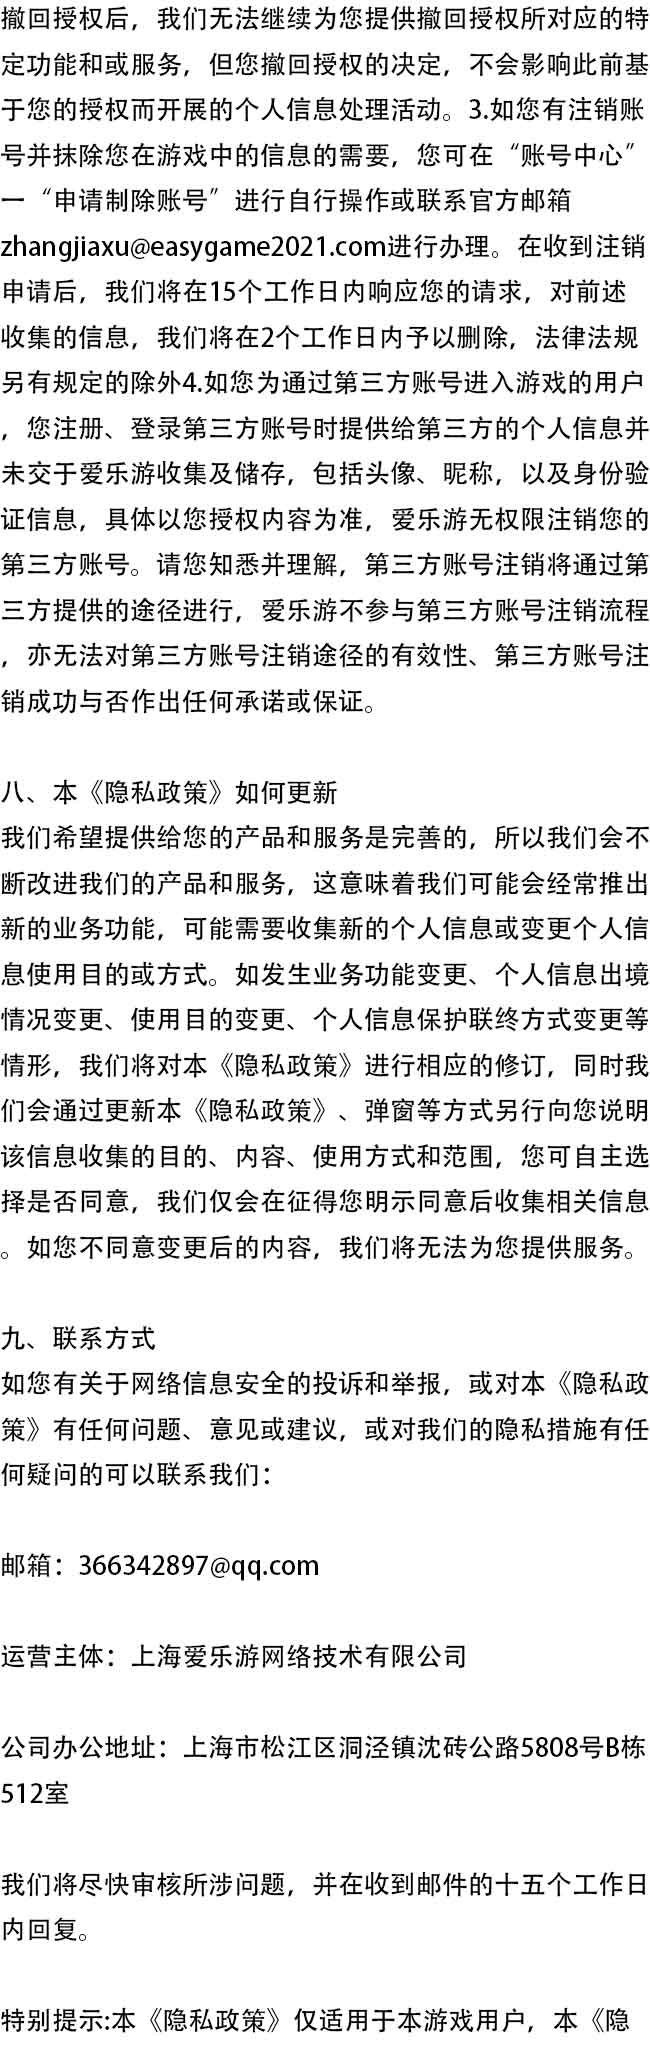 撤回授权后，我们无法继续为您提供撤回授权所对应的特
定功能和或服务，但您撤回授权的决定，不会影响此前基
于您的授权而开展的个人信息处理活动。3.如您有注销账
号并抹除您在游戏中的信息的需要，您可在“账号中心”
一“申请制除账号”进行自行操作或联系官方邮箱
zhangjiaxu@easygame2021.com进行办理。在收到注销
申请后，我们将在15个工作日内响应您的请求，对前述
收集的信息，我们将在2个工作日内予以删除，法律法规
另有规定的除外4.如您为通过第三方账号进入游戏的用户
，您注册、登录第三方账号时提供给第三方的个人信息并
未交于爱乐游收集及储存，包括头像、昵称，以及身份验
证信息，具体以您授权内容为准，爱乐游无权限注销您的
第三方账号。请您知悉并理解，第三方账号注销将通过第
三方提供的途径进行，爱乐游不参与第三方账号注销流程
，亦无法对第三方账号注销途径的有效性、第三方账号注
销成功与否作出任何承诺或保证。
八、本《隐私政策》如何更新
我们希望提供给您的产品和服务是完善的，所以我们会不
断改进我们的产品和服务，这意味着我们可能会经常推出
新的业务功能，可能需要收集新的个人信息或变更个人信
息使用目的或方式。如发生业务功能变更、个人信息出境
情况变更、使用目的变更、个人信息保护联终方式变更等
情形，我们将对本《隐私政策》进行相应的修订，同时我
们会通过更新本《隐私政策》、弹窗等方式另行向您说明
该信息收集的目的、内容、使用方式和范围，您可自主选
择是否同意，我们仅会在征得您明示同意后收集相关信息
。如您不同意变更后的内容，我们将无法为您提供服务。
九、联系方式
如您有关于网络信息安全的投诉和举报，或对本《隐私政
策》有任何问题、意见或建议，或对我们的隐私措施有任
何疑问的可以联系我们：
邮箱：366342897@qq.com
运营主体：上海爱乐游网络技术有限公司
公司办公地址：上海市松江区洞泾镇沈砖公路5808号B栋
512室
我们将尽快审核所涉问题，并在收到邮件的十五个工作日
内回复。
特别提示:本《隐私政策》仅适用于本游戏用户，本《隐